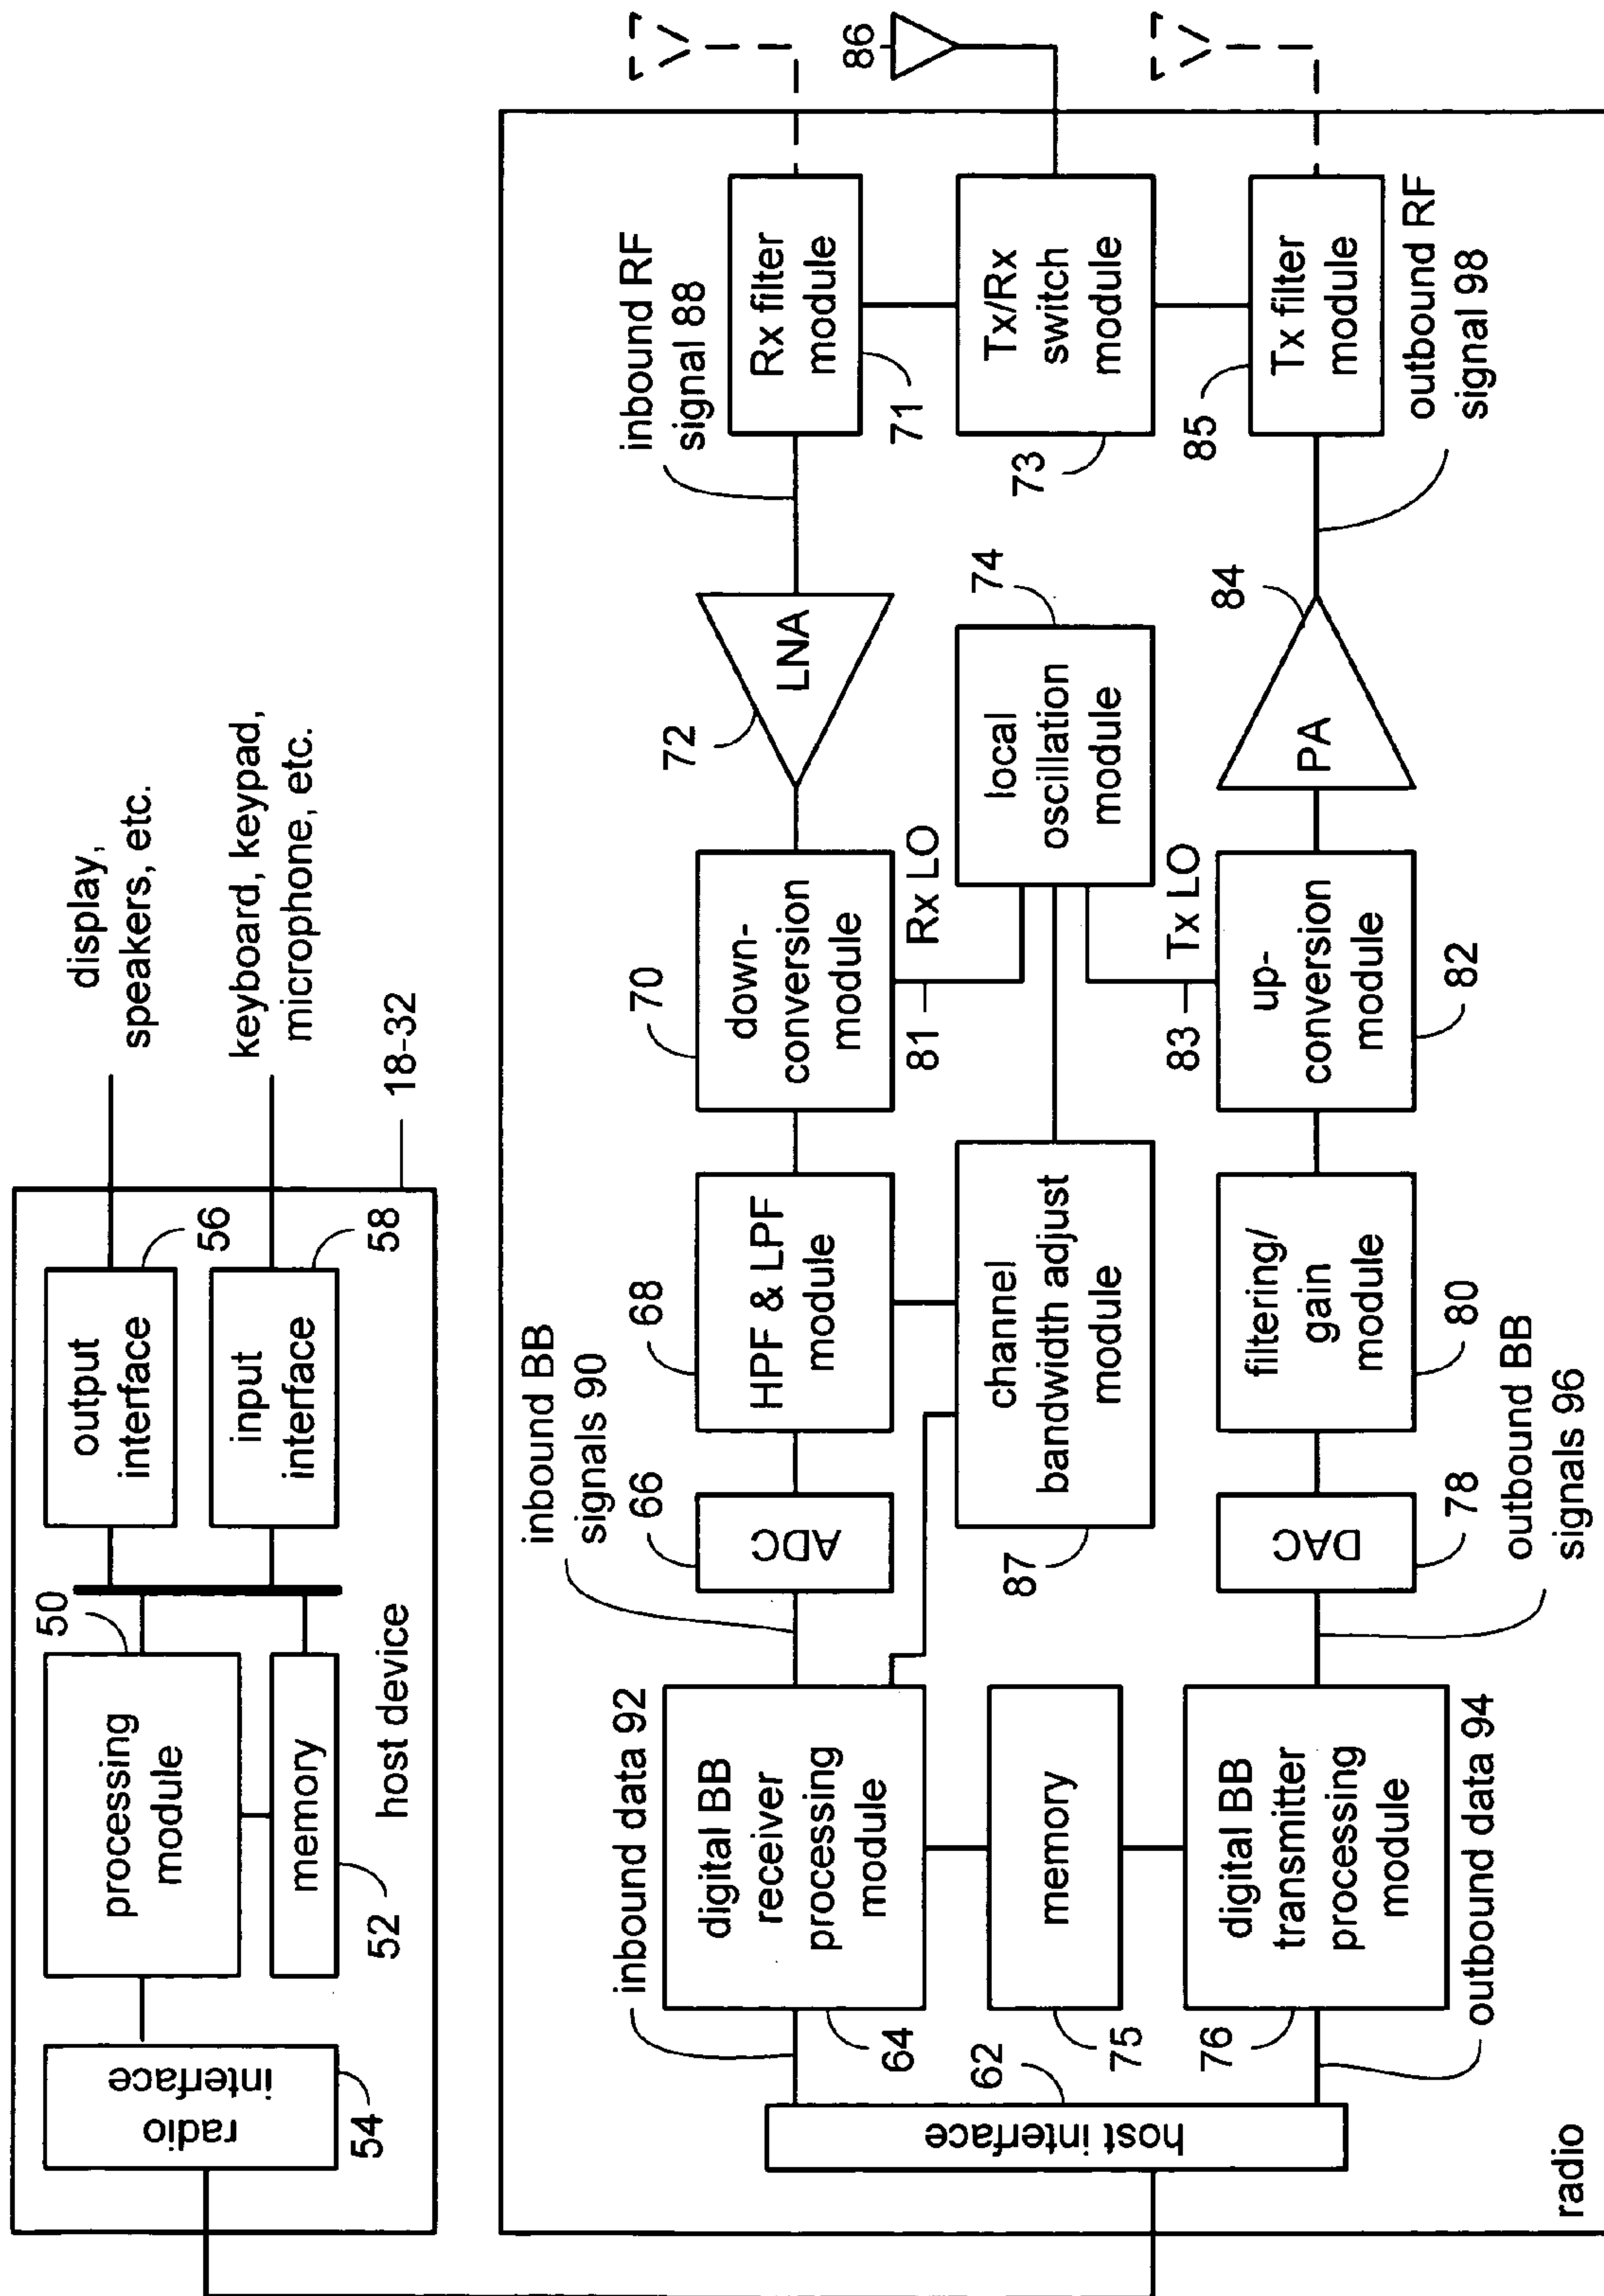 display,
speakers, etc.
keyboard, keypad,
microphone, etc.
18-32
output
interface
56
input
interface
58
50
processing
module
memory
52
host device
radio
interface
54
86
inbound RF
signal 88
Rx filter
module
71
Tx/Rx
switch
module
73
Tx filter
module
85
outbound RF
signal 98
LNA
72
local
oscillation
module
74
PA
84
down-
conversion
module
70
Rx LO
81
Tx LO
83
up-
conversion
module
82
HPF & LPF
module
68
channel
bandwidth adjust
module
87
filtering/
gain
module
80
inbound BB
signals 90
ADC
66
DAC
78
outbound BB
signals 96
inbound data 92
digital BB
receiver
processing
module
64
memory
75
digital BB
transmitter
processing
module
76
outbound data 94
host interface
62
radio